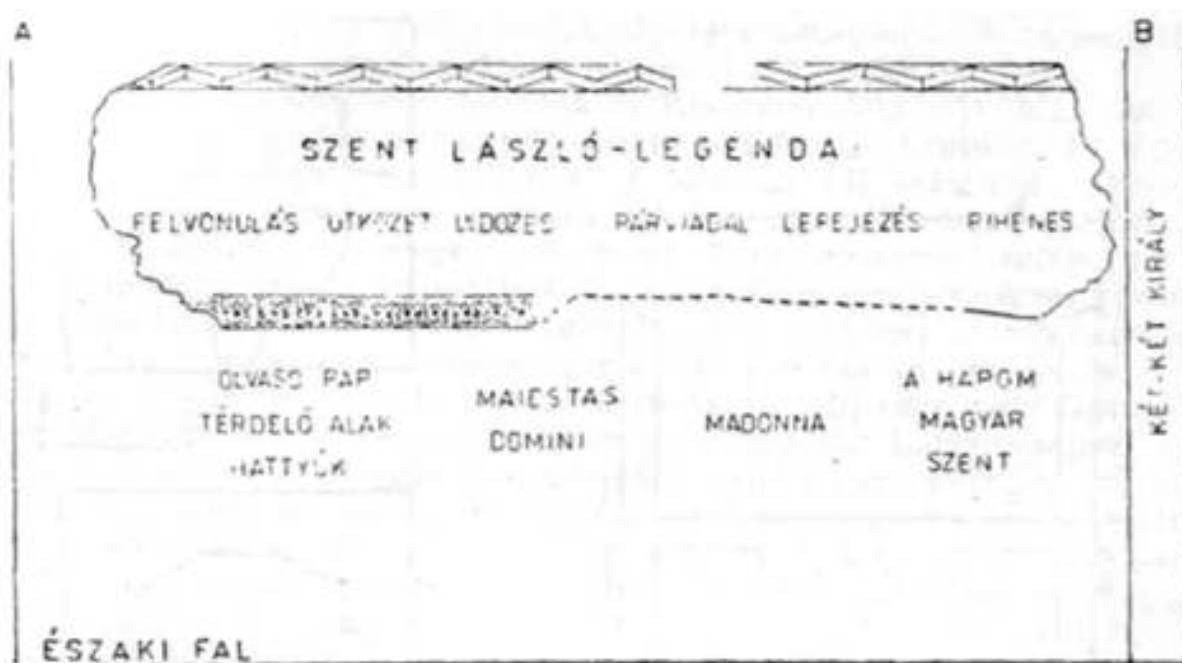 A
B
SZENT LÁSZLÓ-LEGENDA
FELVONULÁS ÜTKÖZET ÜLDÖZÉS PÁRVIADAL LEFEJEZÉS PIHENÉS
OLVASÓ PAP
TÉRDELŐ ALAK
HATTYÚK
MAIESTAS
DOMINI
MADONNA
A HÁROM
MAGYAR
SZENT
KÉT-KÉT KIRÁLY
ÉSZAKI FAL